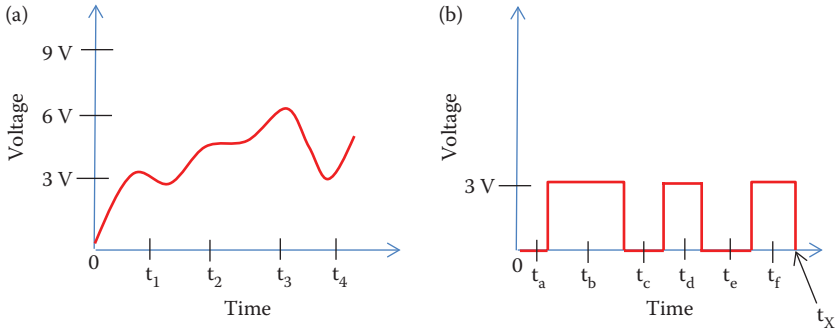 (a)
9 V
6 V
3 V
Voltage
0
t1
t2
t3
t4
Time
(b)
3 V
Voltage
0
ta
tb
tc
td
te
tf
Time
tX